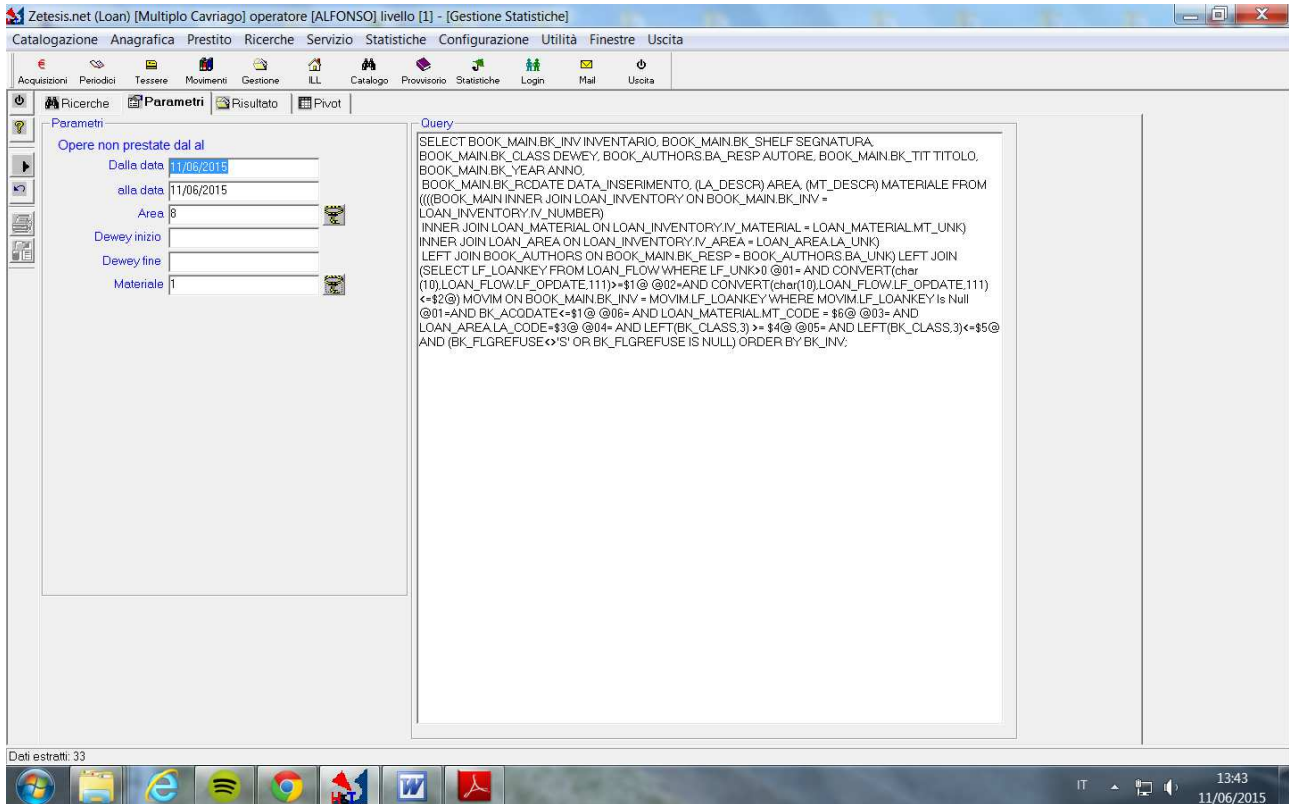 Zetesis.net (Loan) [Multiplo Cavriago] operatore [ALFONSO] livello [1] - [Gestione Statistiche]
Catalogazione Anagrafica Prestito Ricerche Servizio Statistiche Configurazione Utilità Finestre Uscita
Acquisizioni Periodici Tessere Movimenti Gestione ILL Catalogo Provvisorio Statistiche Login Mail Uscita
Ricerche Parametri Risultato Pivot
Parametri
Opere non prestate dal al
Dalla data 11/06/2015
alla data 11/06/2015
Area 8
Dewey inizio
Dewey fine
Materiale 1
Query
SELECT BOOK_MAIN.BK_INV INVENTARIO, BOOK_MAIN.BK_SHELF SEGNATURA,
BOOK_MAIN.BK_CLASS DEWEY, BOOK_AUTHORS.BA_RESP AUTORE, BOOK_MAIN.BK_TIT TITOLO,
BOOK_MAIN.BK_YEAR ANNO,
BOOK_MAIN.BK_RCDATE DATA_INSERIMENTO, (LA_DESCR) AREA, (MT_DESCR) MATERIALE FROM
((((BOOK_MAIN INNER JOIN LOAN_INVENTORY ON BOOK_MAIN.BK_INV =
LOAN_INVENTORY.IV_NUMBER)
INNER JOIN LOAN_MATERIAL ON LOAN_INVENTORY.IV_MATERIAL = LOAN_MATERIAL.MT_UNK)
INNER JOIN LOAN_AREA ON LOAN_INVENTORY.IV_AREA = LOAN_AREA.LA_UNK)
LEFT JOIN BOOK_AUTHORS ON BOOK_MAIN.BK_RESP = BOOK_AUTHORS.BA_UNK) LEFT JOIN
(SELECT LF_LOANKEY FROM LOAN_FLOW WHERE LF_UNK>0 @01= AND CONVERT(char
(10),LOAN_FLOW.LF_OPDATE,111)>=$1@ @02=AND CONVERT(char(10),LOAN_FLOW.LF_OPDATE,111)
<=$2@) MOVIM ON BOOK_MAIN.BK_INV = MOVIM.LF_LOANKEY WHERE MOVIM.LF_LOANKEY Is Null
@01=AND BK_ACQDATE<=$1@ @06= AND LOAN_MATERIAL.MT_CODE = $6@ @03= AND
LOAN_AREA.LA_CODE=$3@ @04= AND LEFT(BK_CLASS,3) >= $4@ @05= AND LEFT(BK_CLASS,3)<=$5@
AND (BK_FLGREFUSE<>'S' OR BK_FLGREFUSE IS NULL) ORDER BY BK_INV;
Dati estratti: 33
IT
13:43
11/06/2015